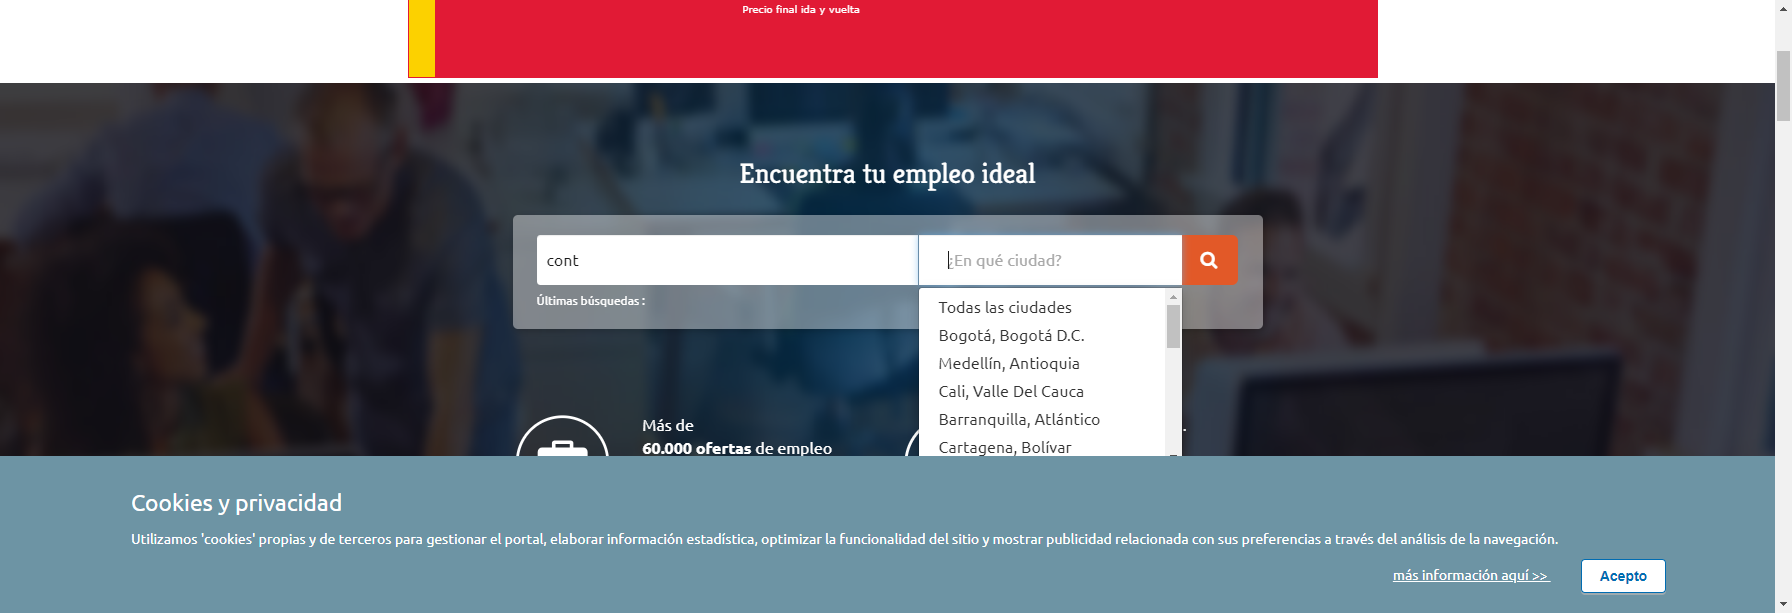 Precio final ida y vuelta
Encuentra tu empleo ideal
cont
¿En qué ciudad?
Últimas búsquedas :
Todas las ciudades
Bogotá, Bogotá D.C.
Medellín, Antioquia
Cali, Valle Del Cauca
Barranquilla, Atlántico
Cartagena, Bolívar
Más de
60.000 ofertas de empleo
Cookies y privacidad
Utilizamos 'cookies' propias y de terceros para gestionar el portal, elaborar información estadística, optimizar la funcionalidad del sitio y mostrar publicidad relacionada con sus preferencias a través del análisis de la navegación.
más información aquí >>
Acepto